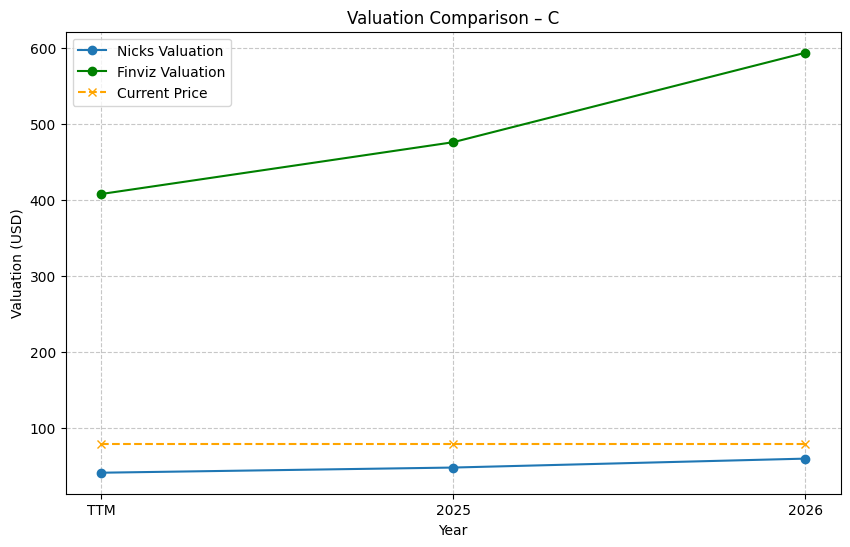 Valuation Comparison – C
Nicks Valuation
Finviz Valuation
Current Price
Valuation (USD)
600
500
400
300
200
100
TTM
2025
2026
Year